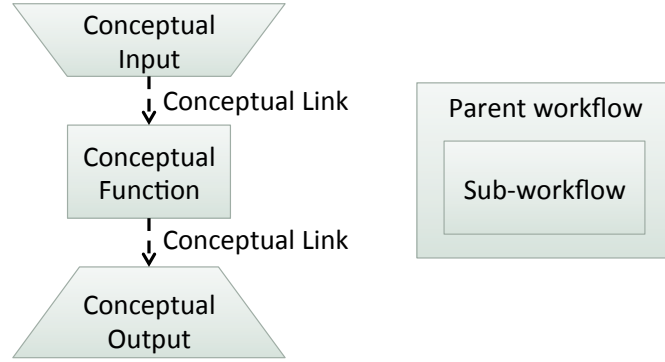 Conceptual
Input
Conceptual Link
Conceptual
Function
Conceptual Link
Conceptual
Output
Parent workflow
Sub-workflow